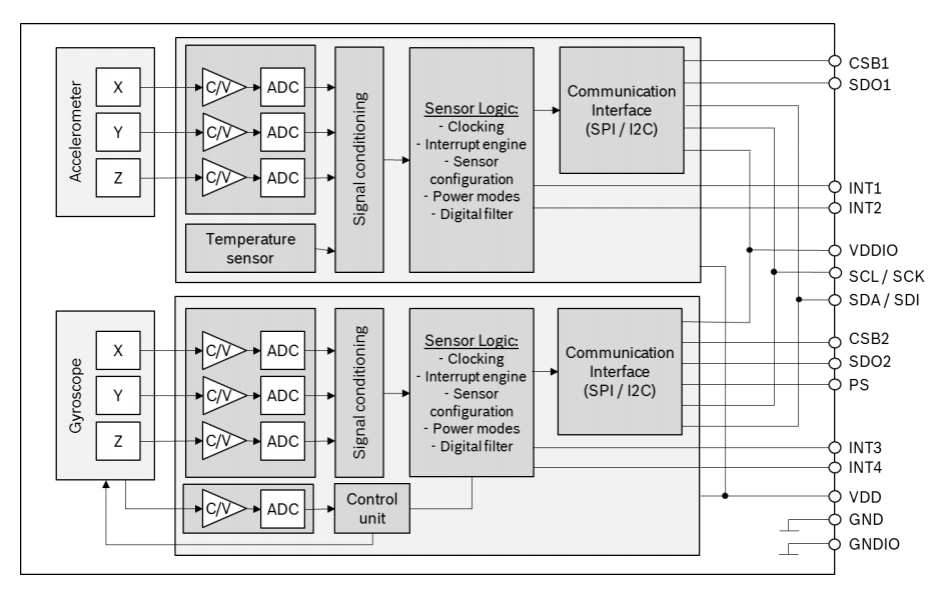 Accelerometer
X
Y
Z
C/V
ADC
C/V
ADC
C/V
ADC
Temperature
sensor
Signal conditioning
Sensor Logic:
- Clocking
- Interrupt engine
- Sensor
configuration
- Power modes
- Digital filter
Communication
Interface
(SPI / I2C)
Gyroscope
X
Y
Z
C/V
ADC
C/V
ADC
C/V
ADC
C/V
ADC
Signal conditioning
Control
unit
Sensor Logic:
- Clocking
- Interrupt engine
- Sensor
configuration
- Power modes
- Digital filter
Communication
Interface
(SPI / I2C)
CSB1
SDO1
INT1
INT2
VDDIO
SCL / SCK
SDA / SDI
CSB2
SDO2
PS
INT3
INT4
VDD
GND
GNDIO